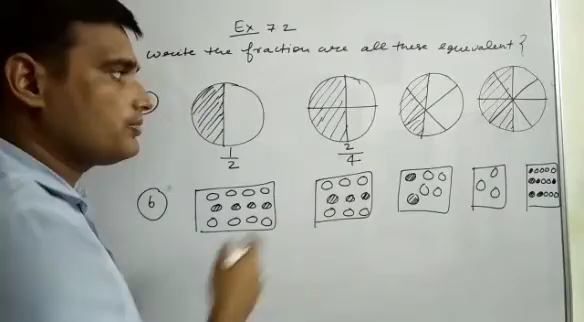 Ex 7 2
write the fraction are all these equivalent ?
1/2
2/4
b